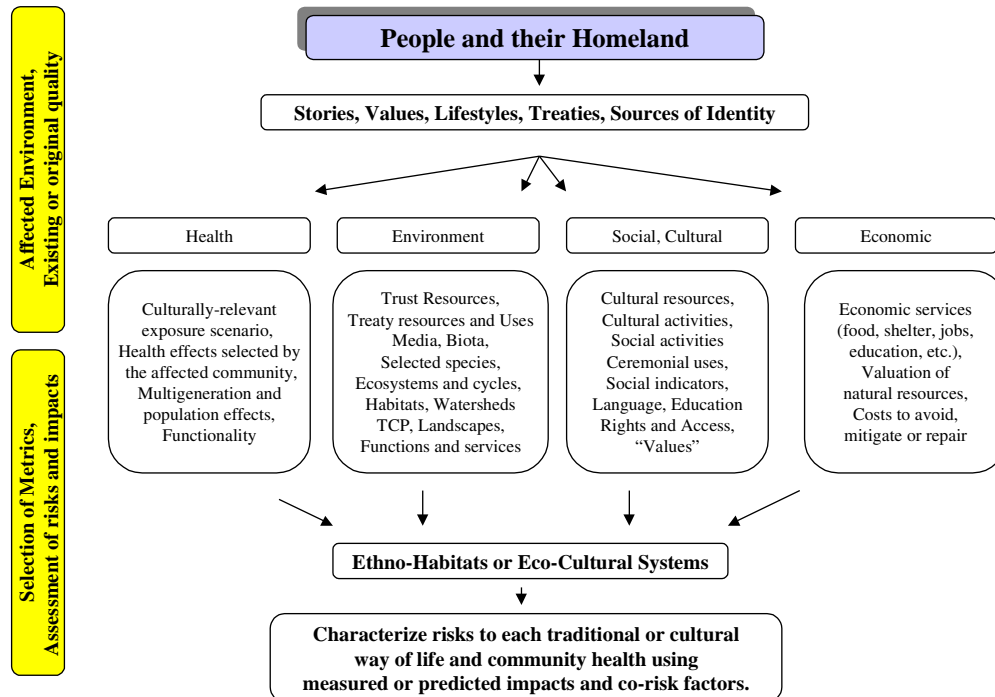 Affected Environment,
Existing or original quality
Selection of Metrics,
Assessment of risks and impacts
People and their Homeland
Stories, Values, Lifestyles, Treaties, Sources of Identity
Health
Environment
Social, Cultural
Economic
Culturally-relevant
exposure scenario,
Health effects selected by
the affected community,
Multigeneration and
population effects,
Functionality
Trust Resources,
Treaty resources and Uses
Media, Biota,
Selected species,
Ecosystems and cycles,
Habitats, Watersheds
TCP, Landscapes,
Functions and services
Cultural resources,
Cultural activities,
Social activities
Ceremonial uses,
Social indicators,
Language, Education
Rights and Access,
“Values”
Economic services
(food, shelter, jobs,
education, etc.),
Valuation of
natural resources,
Costs to avoid,
mitigate or repair
Ethno-Habitats or Eco-Cultural Systems
Characterize risks to each traditional or cultural
way of life and community health using
measured or predicted impacts and co-risk factors.